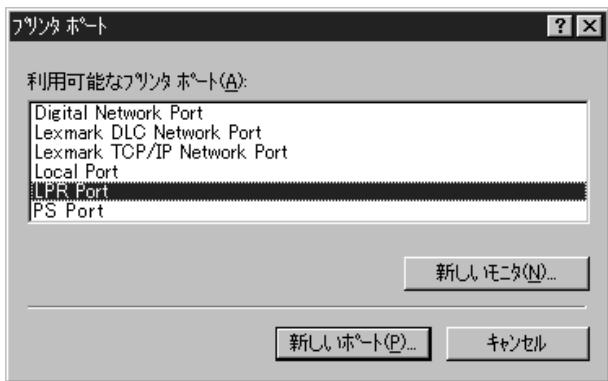 プリンタ ポート
利用可能なプリンタ ポート(A):
Digital Network Port
Lexmark DLC Network Port
Lexmark TCP/IP Network Port
Local Port
LPR Port
PS Port
新しいモニタ(N)...
新しいポート(P)...
キャンセル